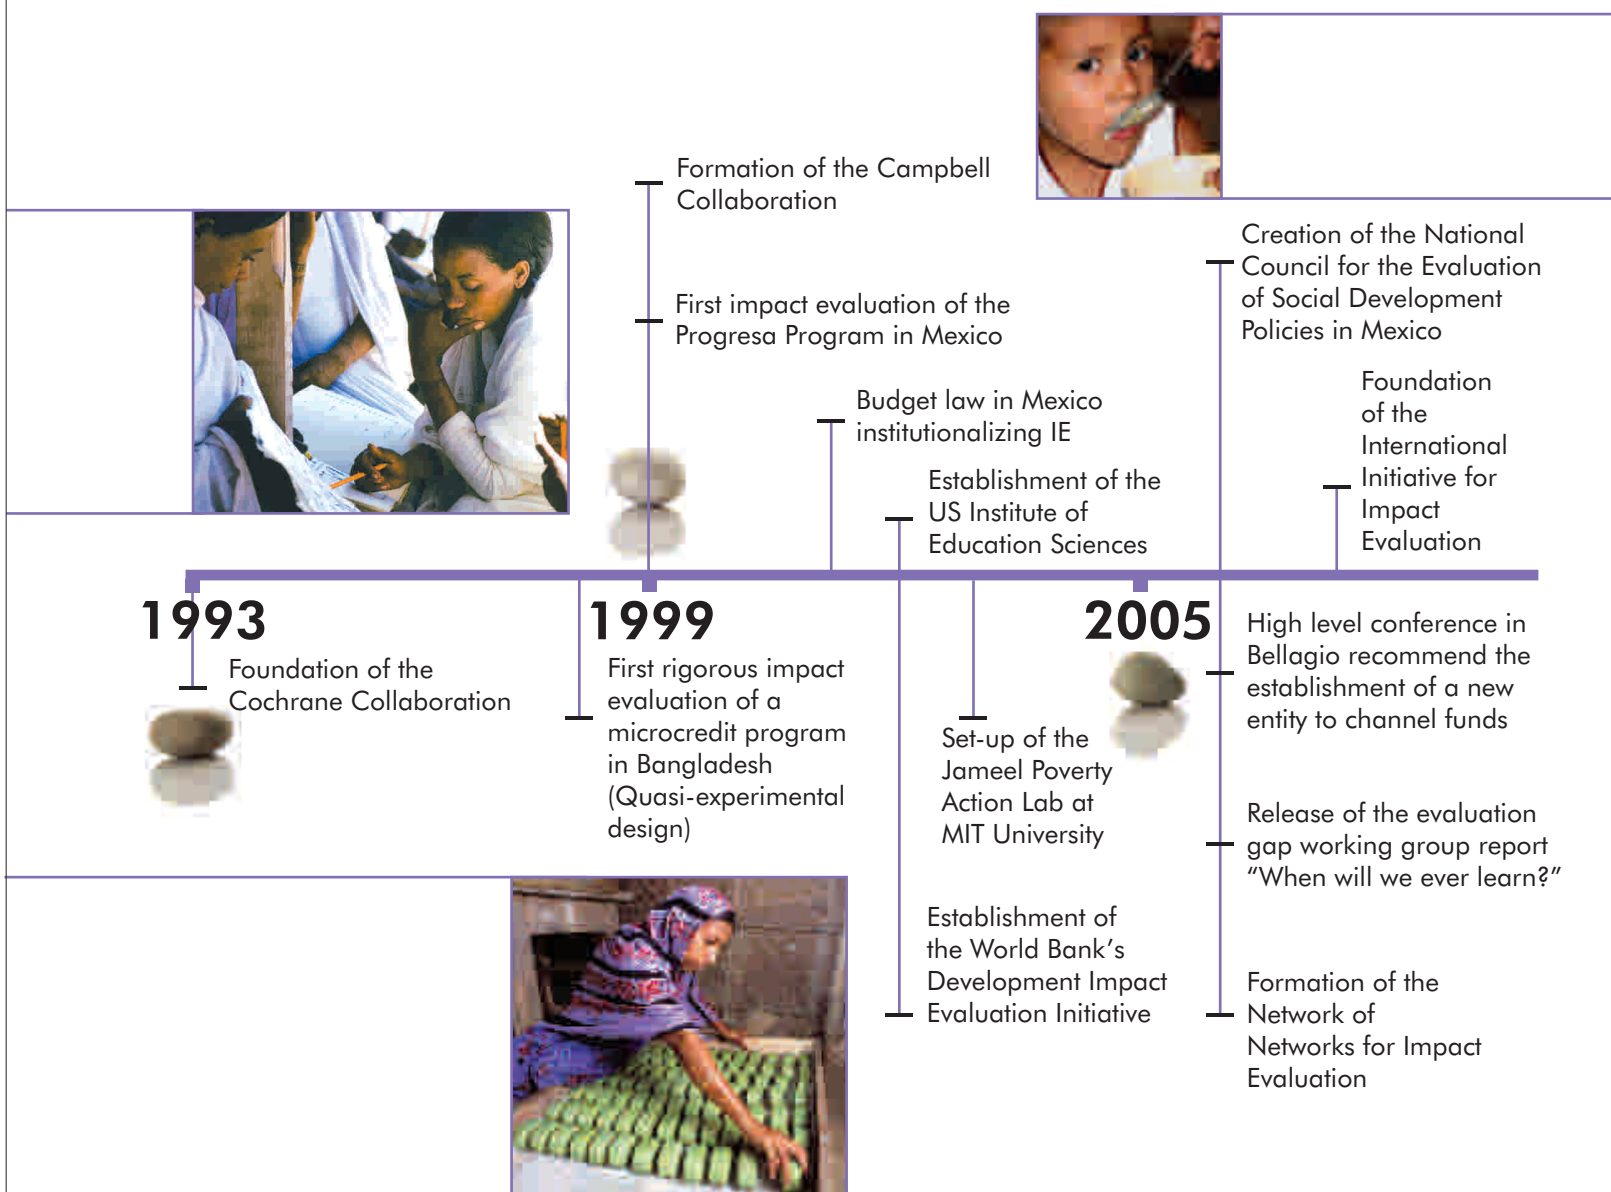 Formation of the Campbell
Collaboration
First impact evaluation of the
Progresa Program in Mexico
Budget law in Mexico
institutionalizing IE
Establishment of the
US Institute of
Education Sciences
Creation of the National
Council for the Evaluation
of Social Development
Policies in Mexico
Foundation
of the
International
Initiative for
Impact
Evaluation
1993
1999
2005
Foundation of the
Cochrane Collaboration
First rigorous impact
evaluation of a
microcredit program
in Bangladesh
(Quasi-experimental
design)
Set-up of the
Jameel Poverty
Action Lab at
MIT University
Establishment of
the World Bank’s
Development Impact
Evaluation Initiative
High level conference in
Bellagio recommend the
establishment of a new
entity to channel funds
Release of the evaluation
gap working group report
“When will we ever learn?”
Formation of the
Network of
Networks for Impact
Evaluation